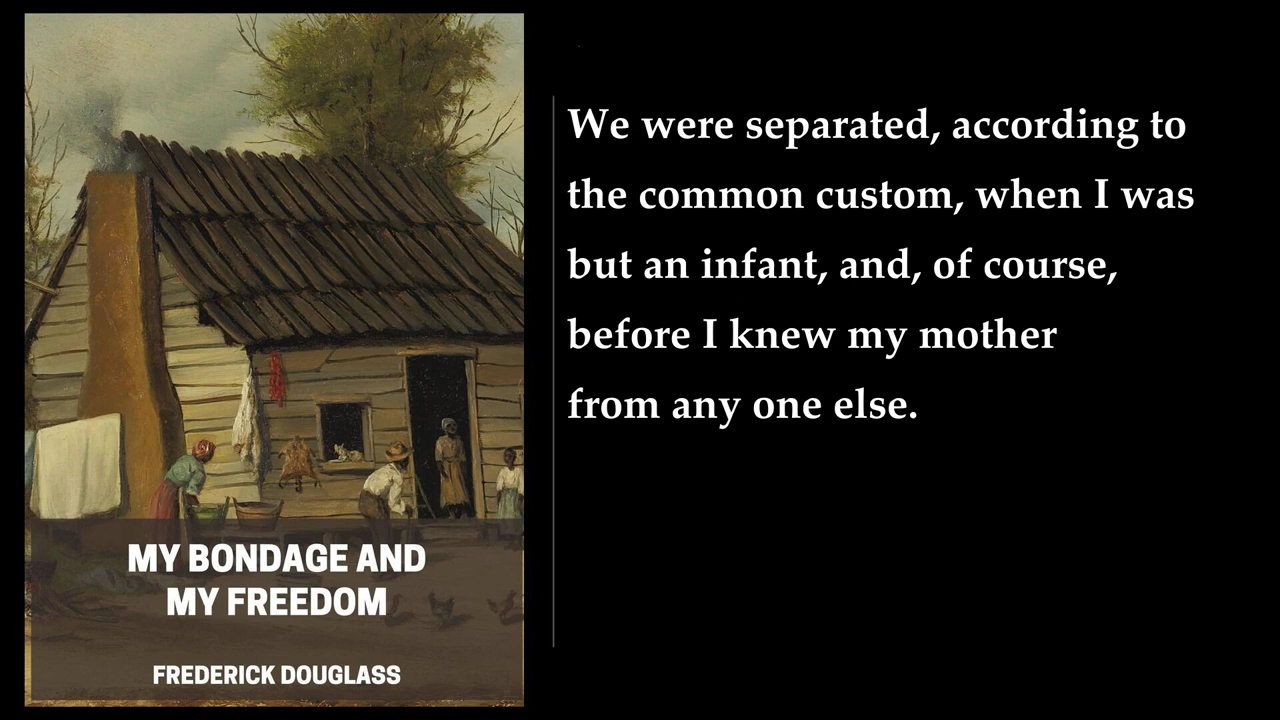 MY BONDAGE AND
MY FREEDOM
FREDERICK DOUGLASS
We were separated, according to
the common custom, when I was
but an infant, and, of course,
before I knew my mother
from any one else.